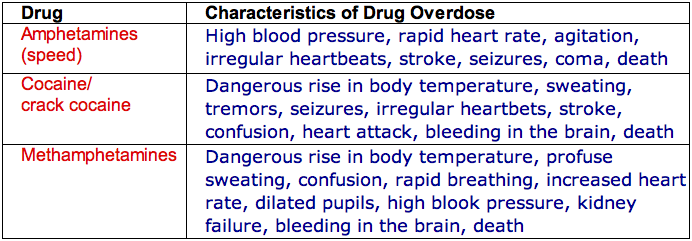 Drug Characteristics of Drug Overdose
Amphetamines High blood pressure, rapid heart rate, agitation,
(speed) irregular heartbeats, stroke, seizures, coma, death
Cocaine/ Dangerous rise in body temperature, sweating,
crack cocaine tremors, seizures, irregular heartbets, stroke,
confusion, heart attack, bleeding in the brain, death
Methamphetamines Dangerous rise in body temperature, profuse
sweating, confusion, rapid breathing, increased heart
rate, dilated pupils, high blook pressure, kidney
failure, bleeding in the brain, death